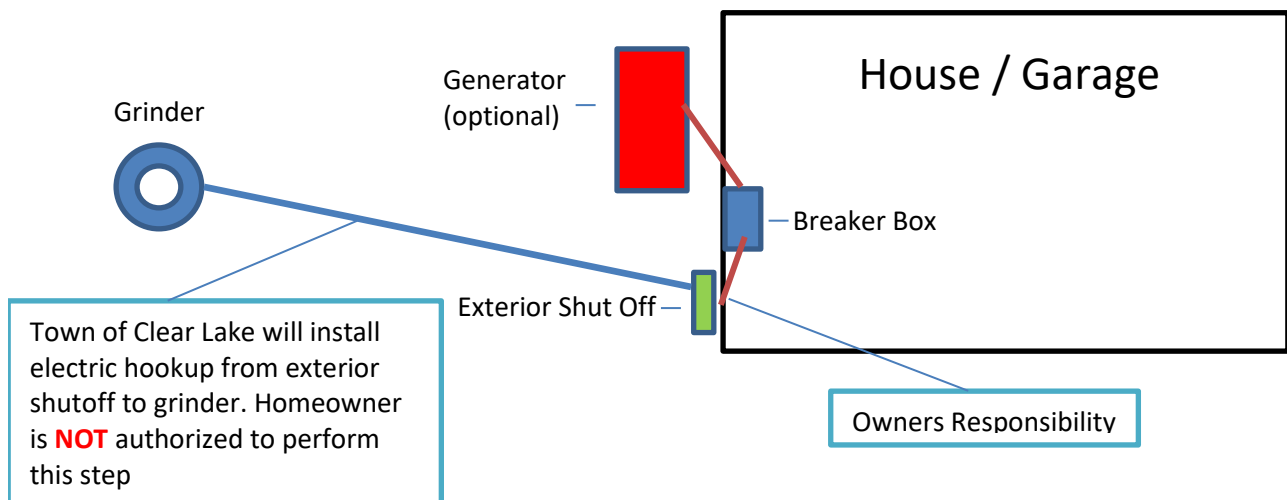 House / Garage
Generator
(optional)
Grinder
Breaker Box
Exterior Shut Off
Town of Clear Lake will install
electric hookup from exterior
shutoff to grinder. Homeowner
is NOT authorized to perform
this step
Owners Responsibility